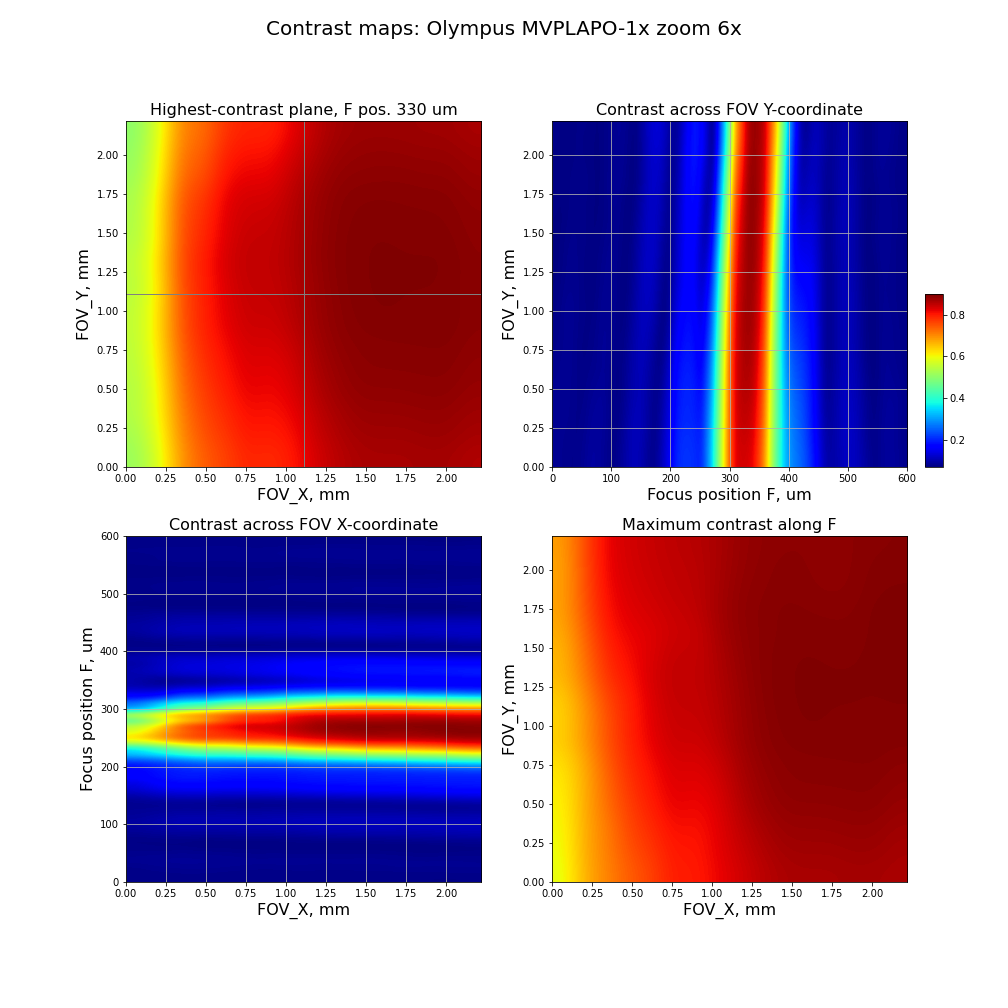 Contrast maps: Olympus MVPLAPO-1x zoom 6x
Highest-contrast plane, F pos. 330 um
2.00
1.75
1.50
1.25
1.00
0.75
0.50
0.25
0.00
FOV_Y, mm
0.00 0.25 0.50 0.75 1.00 1.25 1.50 1.75 2.00
FOV_X, mm
Contrast across FOV Y-coordinate
2.00
1.75
1.50
1.25
1.00
0.75
0.50
0.25
0.00
FOV_Y, mm
0 100 200 300 400 500 600
Focus position F, um
0.8
0.6
0.4
0.2
Contrast across FOV X-coordinate
600
500
400
300
200
100
0
Focus position F, um
0.00 0.25 0.50 0.75 1.00 1.25 1.50 1.75 2.00
FOV_X, mm
Maximum contrast along F
2.00
1.75
1.50
1.25
1.00
0.75
0.50
0.25
0.00
FOV_Y, mm
0.00 0.25 0.50 0.75 1.00 1.25 1.50 1.75 2.00
FOV_X, mm